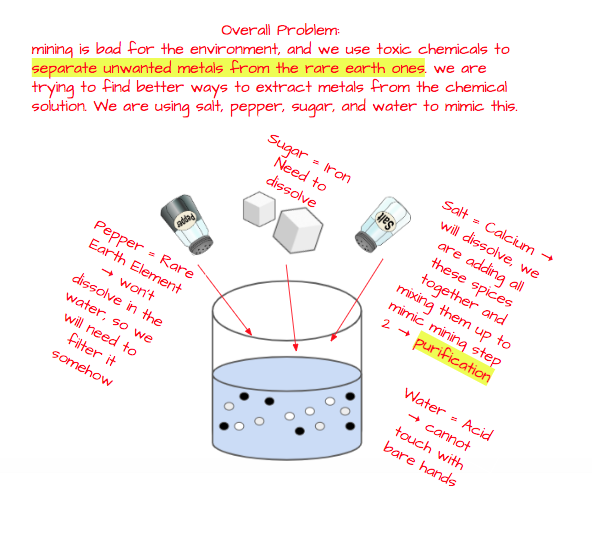 Overall Problem:
mining is bad for the environment, and we use toxic chemicals to
separate unwanted metals from the rare earth ones. we are
trying to find better ways to extract metals from the chemical
solution. We are using salt, pepper, sugar, and water to mimic this.
Sugar = Iron
Need to
dissolve
Pepper
Salt
Pepper = Rare
Earth Element
→ won't
dissolve in the
water, so we
will need to
filter it
somehow
Salt = Calcium →
will dissolve, we
are adding all
these spices
together and
mixing them up to
mimic mining step
2 → purification
Water = Acid
→ cannot
touch with
bare hands